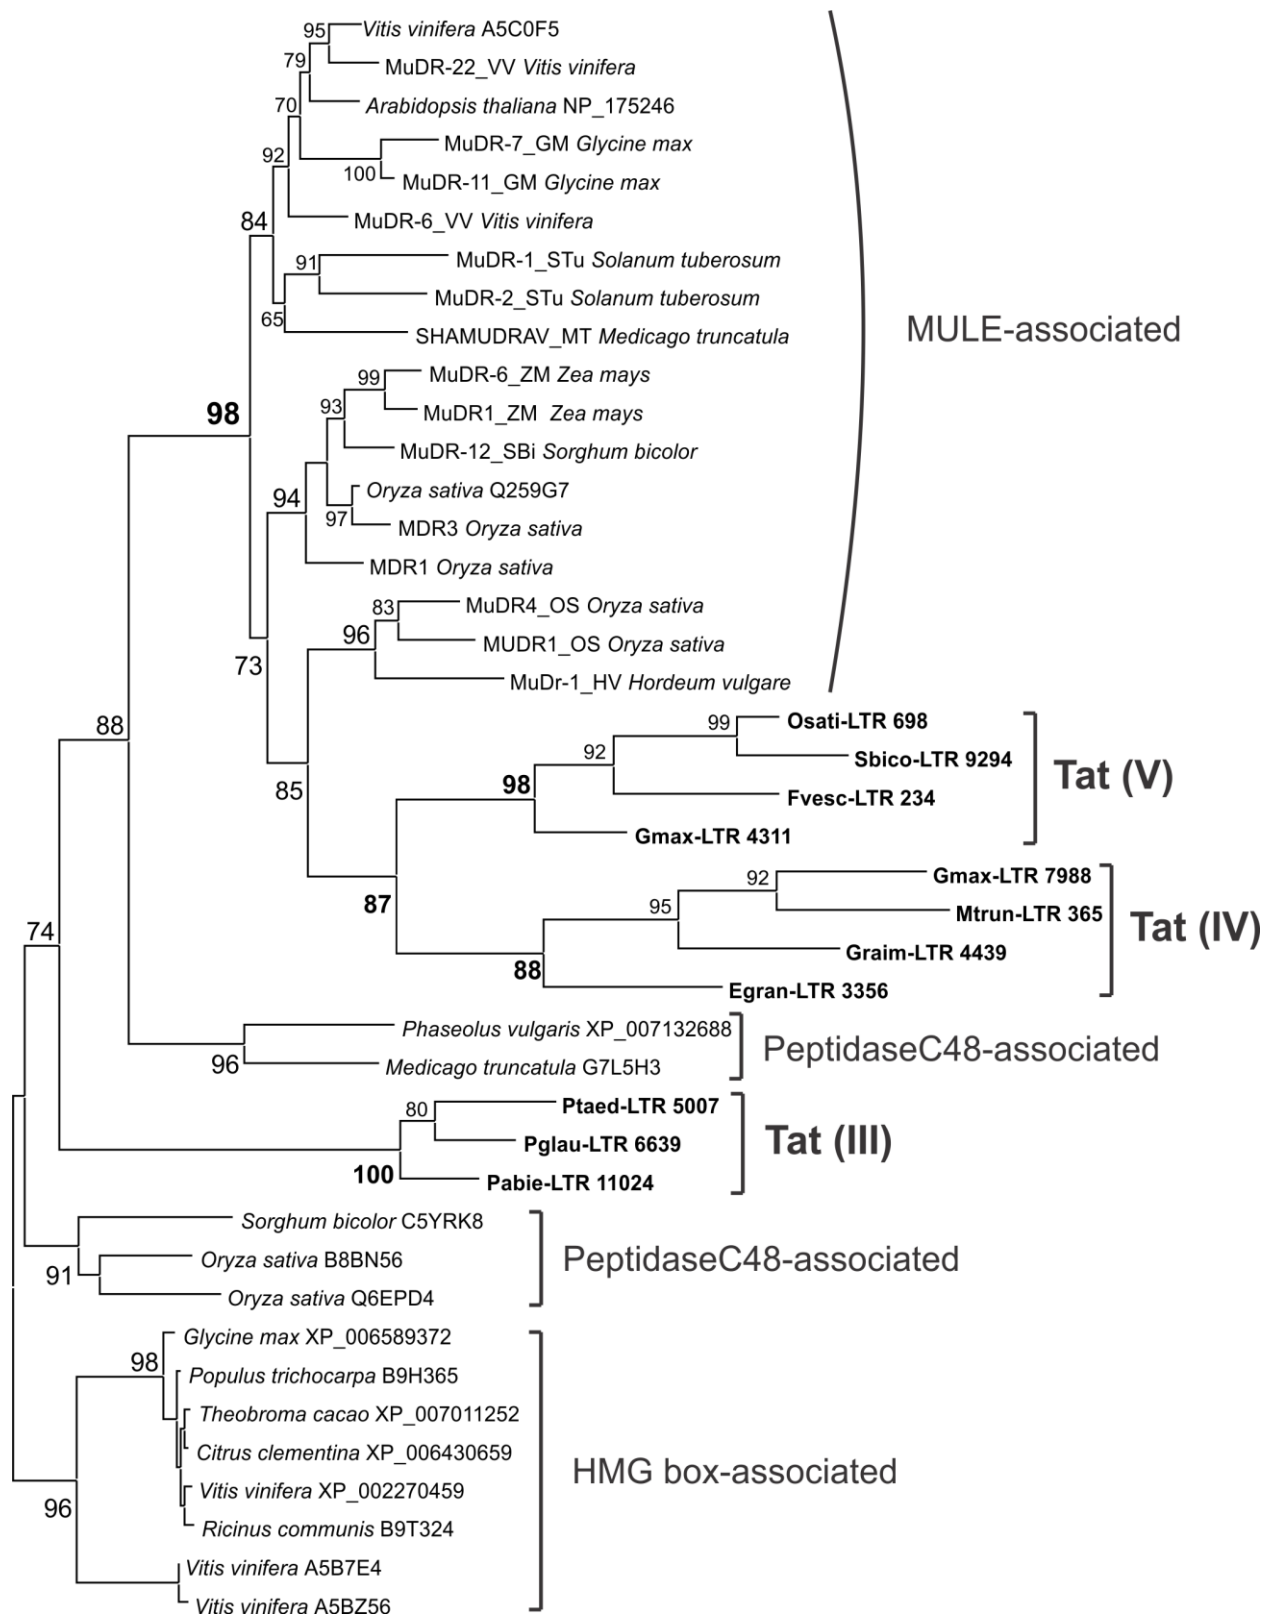 95
Vitis vinifera A5C0F5
79
MuDR-22_VV Vitis vinifera
70
Arabidopsis thaliana NP_175246
MuDR-7_GM Glycine max
92
100
MuDR-11_GM Glycine max
84
MuDR-6_VV Vitis vinifera
91
MuDR-1_STu Solanum tuberosum
MuDR-2_STu Solanum tuberosum
65
SHAMUDRAV_MT Medicago truncatula
MULE-associated
99
MuDR-6_ZM Zea mays
98
93
MuDR1_ZM Zea mays
MuDR-12_SBi Sorghum bicolor
94
Oryza sativa Q259G7
97
MDR3 Oryza sativa
MDR1 Oryza sativa
83
MuDR4_OS Oryza sativa
96
MUDR1_OS Oryza sativa
73
MuDr-1_HV Hordeum vulgare
88
99
Osati-LTR 698
92
Sbico-LTR 9294
Tat (V)
85
98
Fvesc-LTR 234
Gmax-LTR 4311
92
Gmax-LTR 7988
87
95
Mtrun-LTR 365
Tat (IV)
74
Graim-LTR 4439
88
Egran-LTR 3356
Phaseolus vulgaris XP_007132688
PeptidaseC48-associated
96
Medicago truncatula G7L5H3
80
Ptaed-LTR 5007
Pglau-LTR 6639
Tat (III)
100
Pabie-LTR 11024
Sorghum bicolor C5YRK8
Oryza sativa B8BN56
PeptidaseC48-associated
91
Oryza sativa Q6EPD4
Glycine max XP_006589372
98
Populus trichocarpa B9H365
Theobroma cacao XP_007011252
Citrus clementina XP_006430659
HMG box-associated
Vitis vinifera XP_002270459
96
Ricinus communis B9T324
Vitis vinifera A5B7E4
Vitis vinifera A5BZ56